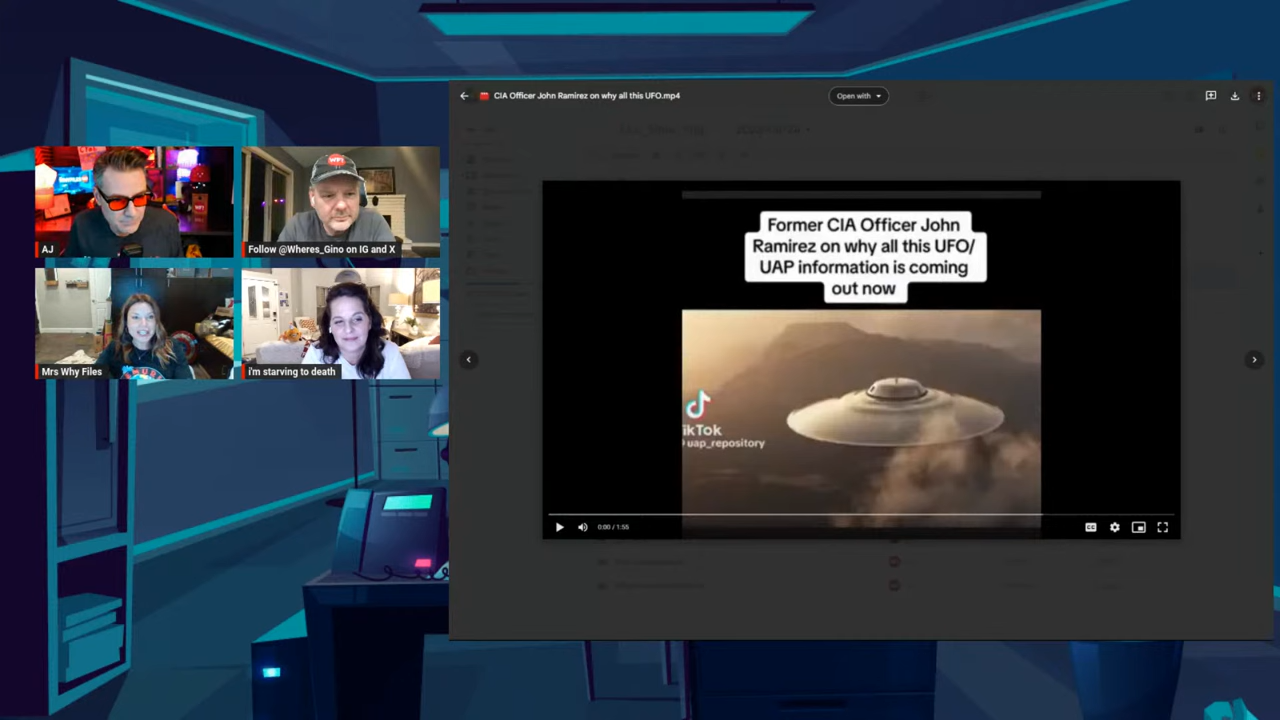 CIA Officer John Ramirez on why all this UFO.mp4
Open with
AJ
Follow @Wheres_Gino on IG and X
Mrs Why Files
i'm starving to death
Former CIA Officer John
Ramirez on why all this UFO/
UAP information is coming
out now
ikTok
uap_repository
0:00 / 1:55